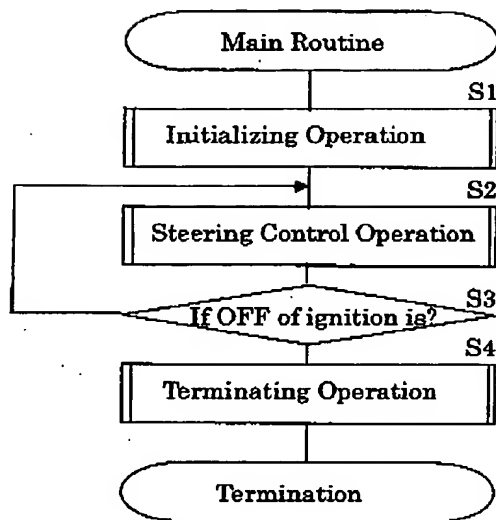 Main Routine
S1
Initializing Operation
S2
Steering Control Operation
S3
If OFF of ignition is?
S4
Terminating Operation
Termination